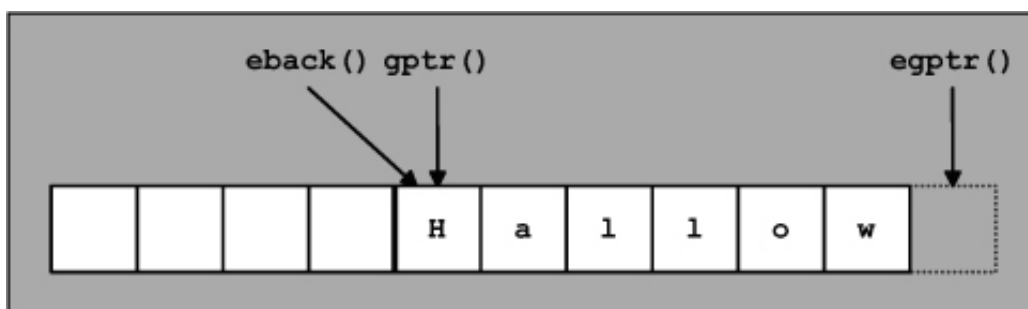 eback() gptr() egptr()
H a l l o w